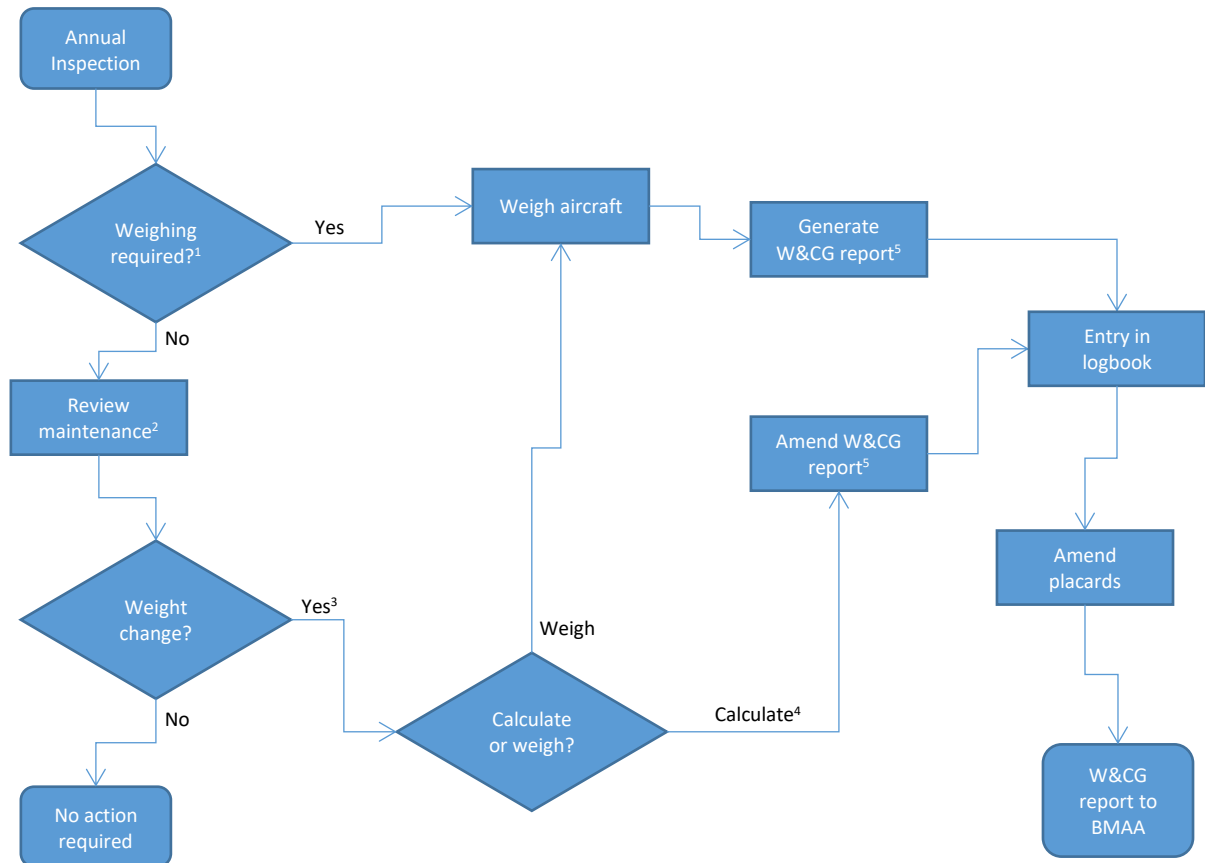 Annual
Inspection
Weighing
required?¹
Yes
Weigh aircraft
Generate
W&CG report⁵
No
Entry in
logbook
Review
maintenance²
Amend W&CG
report⁵
Amend
placards
Weight
change?
Yes³
Weigh
Calculate
or weigh?
Calculate⁴
No
No action
required
W&CG
report to
BMAA